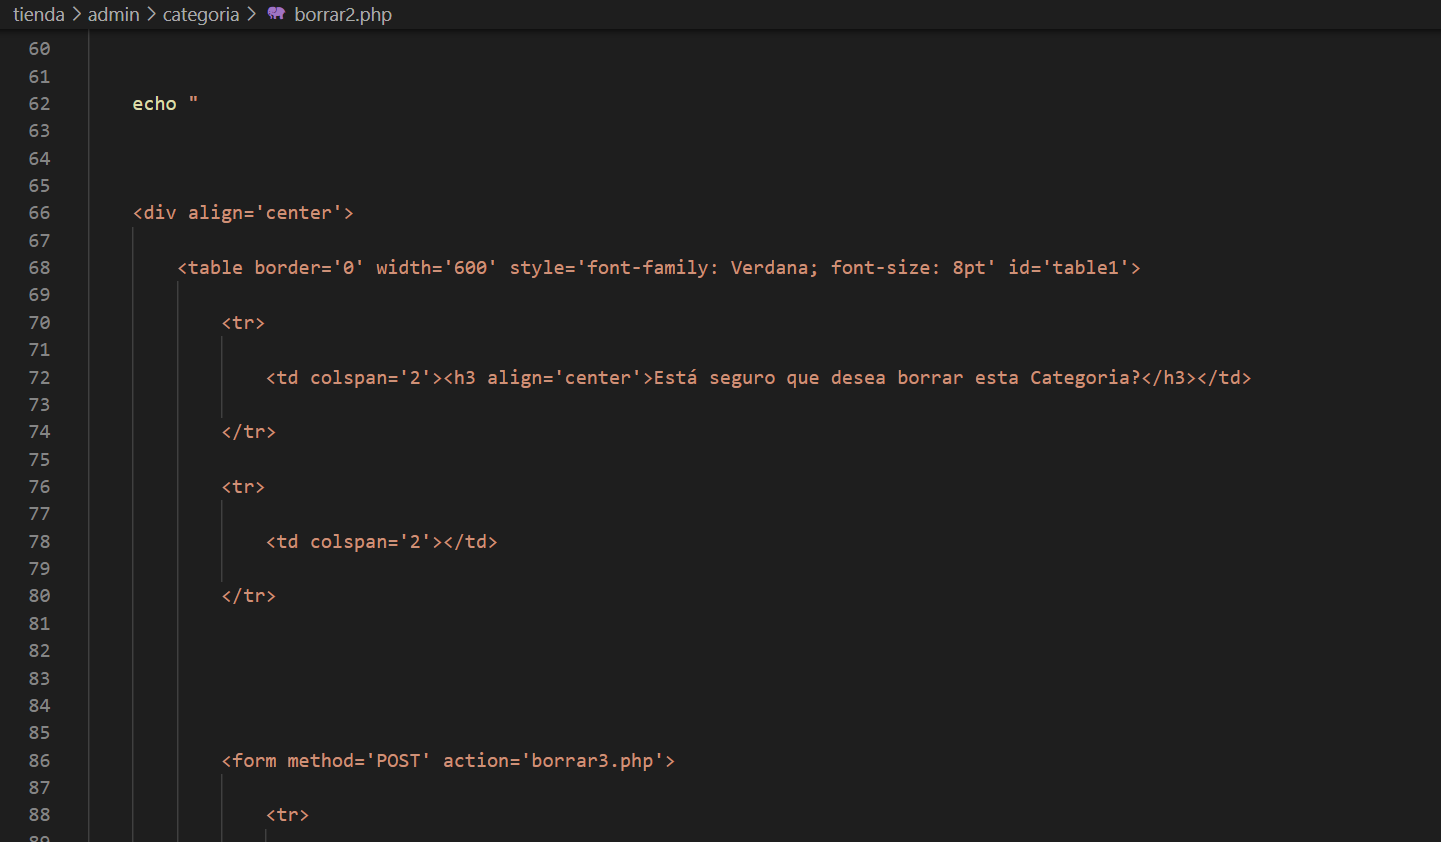 tienda > admin > categoria > borrar2.php
60
61
62 echo "
63
64
65
66 <div align='center'>
67
68 <table border='0' width='600' style='font-family: Verdana; font-size: 8pt' id='table1'>
69
70 <tr>
71
72 <td colspan='2'><h3 align='center'>Está seguro que desea borrar esta Categoria?</h3></td>
73
74 </tr>
75
76 <tr>
77
78 <td colspan='2'></td>
79
80 </tr>
81
82
83
84
85
86 <form method='POST' action='borrar3.php'>
87
88 <tr>
89